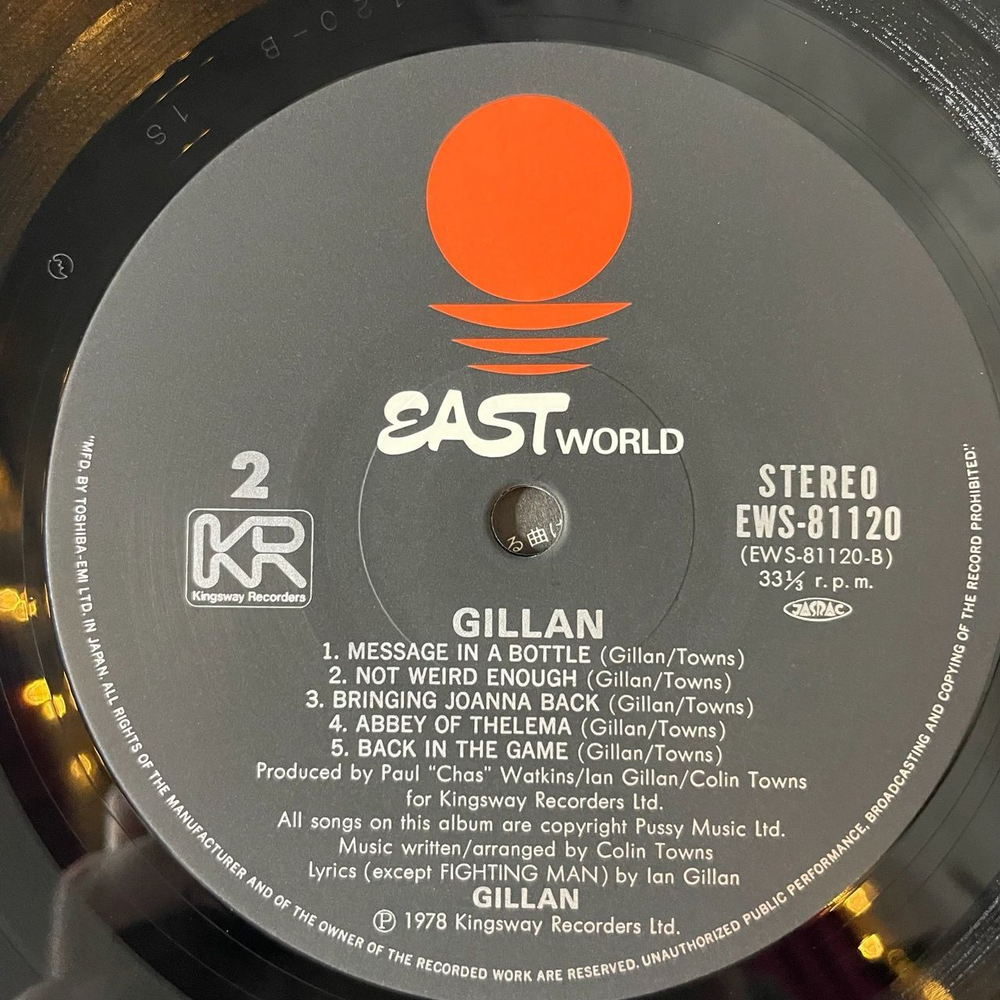 20-B
1S
EAST WORLD
2
KR
Kingsway Recorders
STEREO
EWS-81120
(EWS-81120-B)
33⅓ r.p.m.
JASRAC
る曲
GILLAN
1. MESSAGE IN A BOTTLE (Gillan/Towns)
2. NOT WEIRD ENOUGH (Gillan/Towns)
3. BRINGING JOANNA BACK (Gillan/Towns)
4. ABBEY OF THELEMA (Gillan/Towns)
5. BACK IN THE GAME (Gillan/Towns)
Produced by Paul "Chas" Watkins/Ian Gillan/Colin Towns
for Kingsway Recorders Ltd.
All songs on this album are copyright Pussy Music Ltd.
Music written/arranged by Colin Towns
Lyrics (except FIGHTING MAN) by Ian Gillan
GILLAN
Ⓟ 1978 Kingsway Recorders Ltd.
"MFD. BY TOSHIBA-EMI LTD. IN JAPAN. ALL RIGHTS OF THE MANUFACTURER AND OF THE OWNER OF THE RECORDED WORK ARE RESERVED. UNAUTHORIZED PUBLIC PERFORMANCE, BROADCASTING AND COPYING OF THE RECORD PROHIBITED."